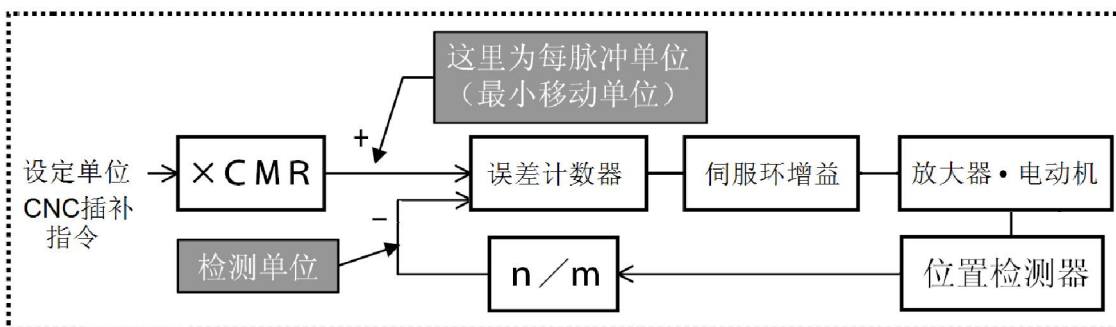 这里为每脉冲单位
（最小移动单位）
+
设定单位
CNC插补
指令
×CMR
误差计数器
伺服环增益
放大器•电动机
−
检测单位
n／m
位置检测器